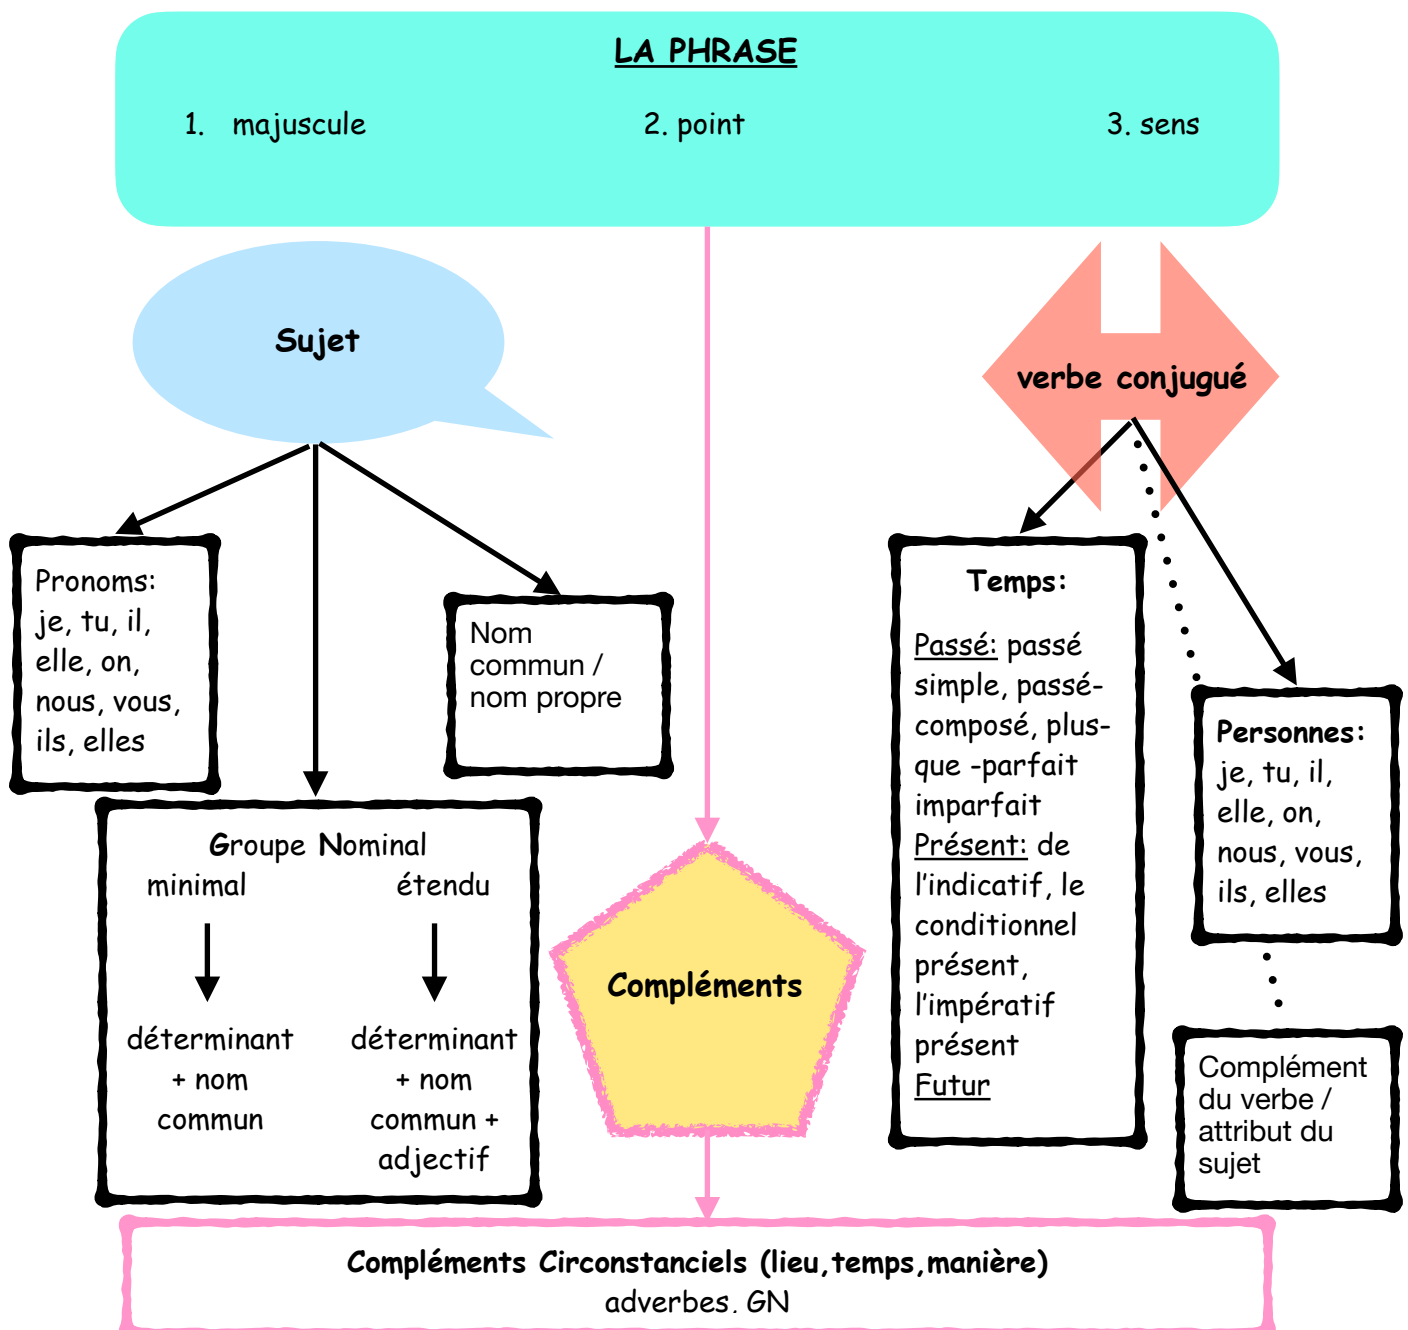 LA PHRASE
1. majuscule 2. point 3. sens
Sujet
verbe conjugué
Pronoms:
je, tu, il,
elle, on,
nous, vous,
ils, elles
Nom
commun /
nom propre
Groupe Nominal
minimal étendu
déterminant
+ nom
commun
déterminant
+ nom
commun +
adjectif
Compléments
Temps:
Passé: passé
simple, passé-
composé, plus-
que -parfait
imparfait
Présent: de
l'indicatif, le
conditionnel
présent,
l'impératif
présent
Futur
Personnes:
je, tu, il,
elle, on,
nous, vous,
ils, elles
Complément
du verbe /
attribut du
sujet
Compléments Circonstanciels (lieu,temps,manière)
adverbes, GN